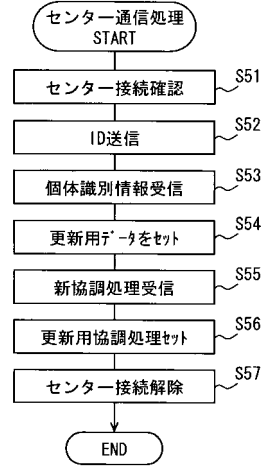 センター通信処理
START
センター接続確認
S51
ID送信
S52
個体識別情報受信
S53
更新用ﾃﾞｰﾀをセット
S54
新協調処理受信
S55
更新用協調処理ｾｯﾄ
S56
センター接続解除
S57
END